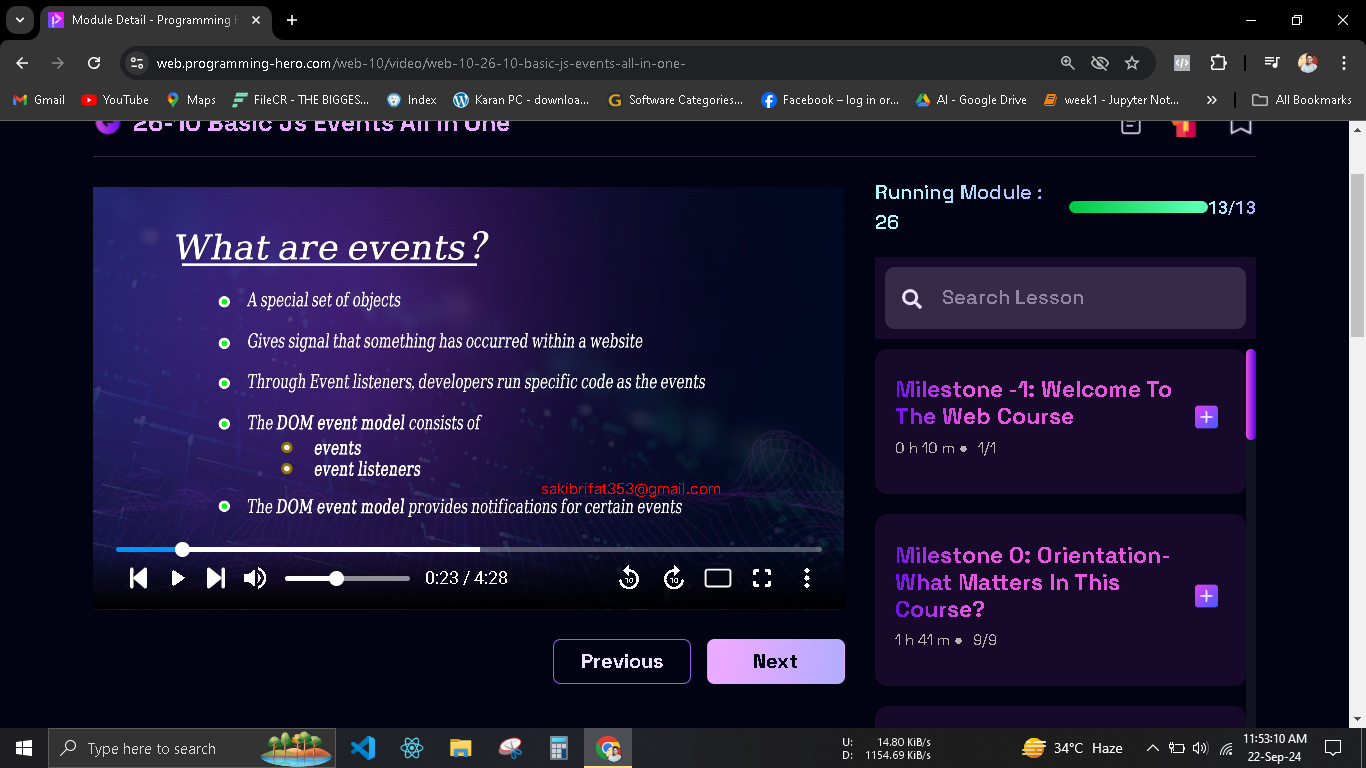 Module Detail - Programming H
web.programming-hero.com/web-10/video/web-10-26-10-basic-js-events-all-in-one-
Gmail
YouTube
Maps
FileCR - THE BIGGES...
Index
Karan PC - downloa...
Software Categories...
Facebook – log in or...
AI - Google Drive
week1 - Jupyter Not...
All Bookmarks
26-10 Basic Js Events All In One
What are events?
A special set of objects
Gives signal that something has occurred within a website
Through Event listeners, developers run specific code as the events
The DOM event model consists of
events
event listeners
sakibrifat353@gmail.com
The DOM event model provides notifications for certain events
0:23 / 4:28
10
10
Previous
Next
Running Module :
26
13/13
Search Lesson
Milestone -1: Welcome To
The Web Course
0 h 10 m ● 1/1
Milestone 0: Orientation-
What Matters In This
Course?
1 h 41 m ● 9/9
Type here to search
U: 14.80 KiB/s
D: 1154.69 KiB/s
34°C Haze
11:53:10 AM
22-Sep-24